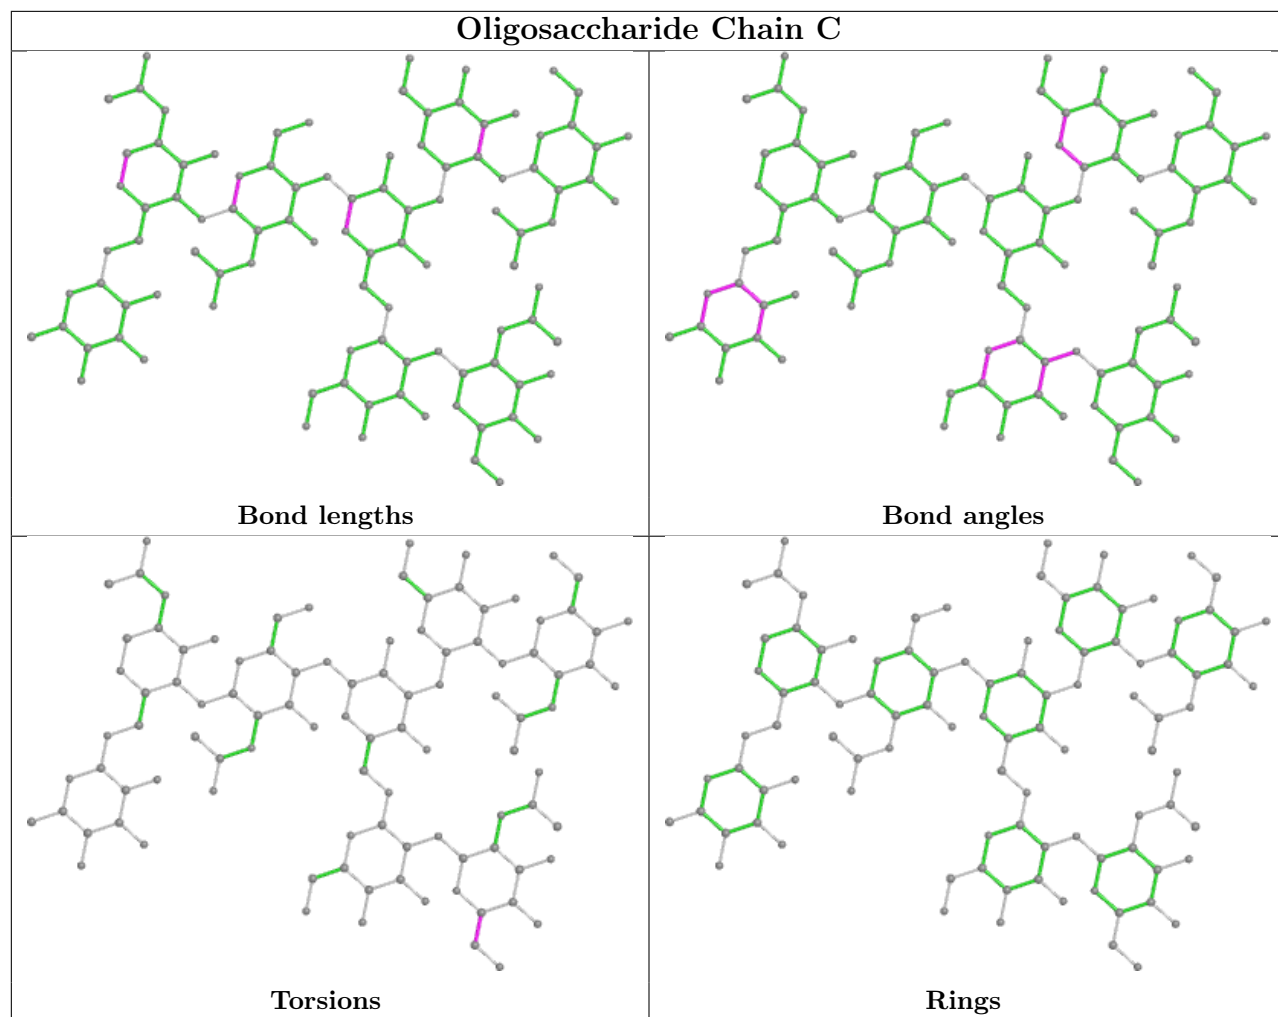 Oligosaccharide Chain C
Bond lengths
Bond angles
Torsions
Rings